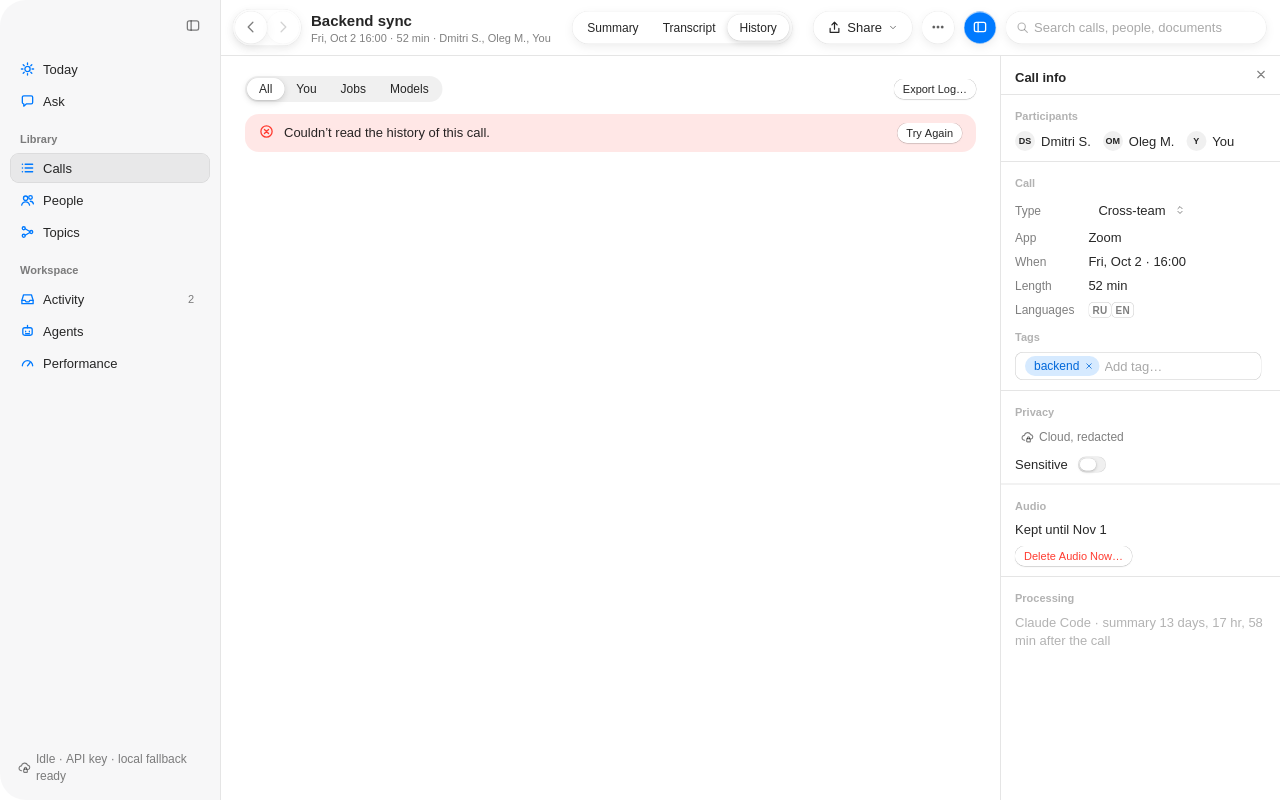 Today
Ask
Library
Calls
People
Topics
Workspace
Activity 2
Agents
Performance
Idle · API key · local fallback
ready
Backend sync
Fri, Oct 2 16:00 · 52 min · Dmitri S., Oleg M., You
Summary Transcript History
Share
Search calls, people, documents
All You Jobs Models
Export Log…
Couldn’t read the history of this call.
Try Again
Call info
Participants
DS Dmitri S. OM Oleg M. Y You
Call
Type Cross-team
App Zoom
When Fri, Oct 2 · 16:00
Length 52 min
Languages RU EN
Tags
backend × Add tag…
Privacy
Cloud, redacted
Sensitive
Audio
Kept until Nov 1
Delete Audio Now…
Processing
Claude Code · summary 13 days, 17 hr, 58
min after the call